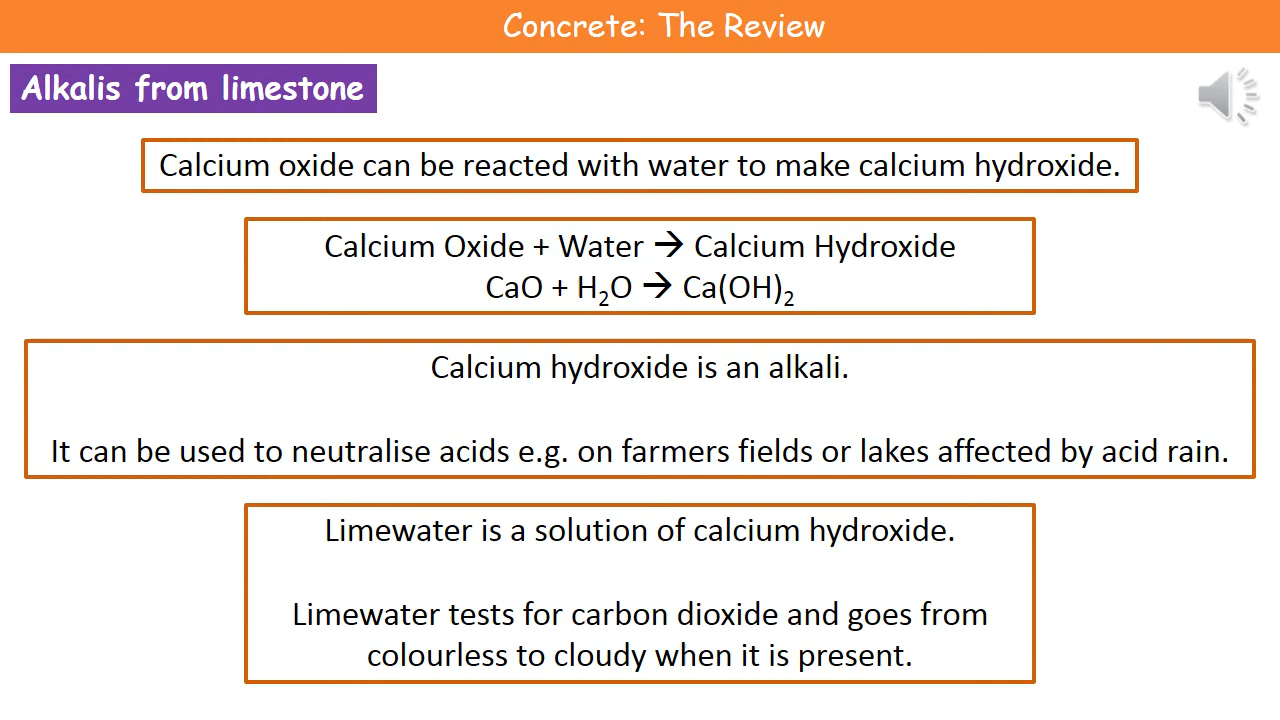 Concrete: The Review
Alkalis from limestone
Calcium oxide can be reacted with water to make calcium hydroxide.
Calcium Oxide + Water → Calcium Hydroxide
CaO + H₂O → Ca(OH)₂
Calcium hydroxide is an alkali.
It can be used to neutralise acids e.g. on farmers fields or lakes affected by acid rain.
Limewater is a solution of calcium hydroxide.
Limewater tests for carbon dioxide and goes from
colourless to cloudy when it is present.